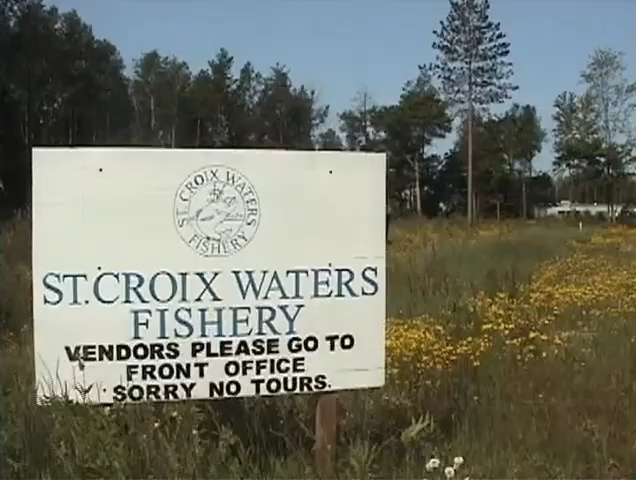 ST. CROIX WATERS
FISHERY
ST. CROIX WATERS
FISHERY
VENDORS PLEASE GO TO
FRONT OFFICE
SORRY NO TOURS.